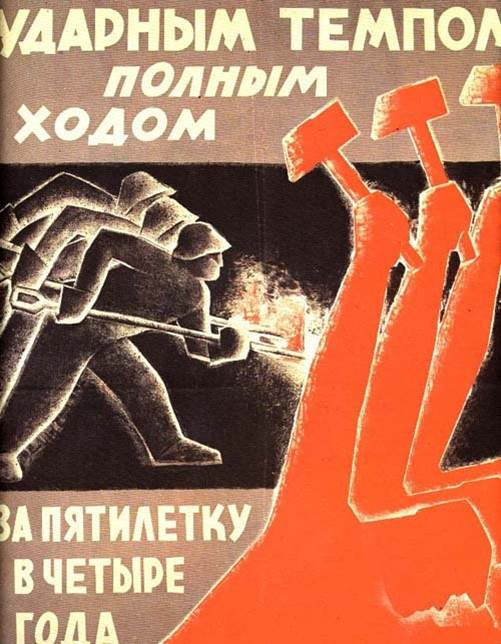 УДАРНЫМ ТЕМПОМ
ПОЛНЫМ
ХОДОМ
ЗА ПЯТИЛЕТКУ
В ЧЕТЫРЕ
ГОДА